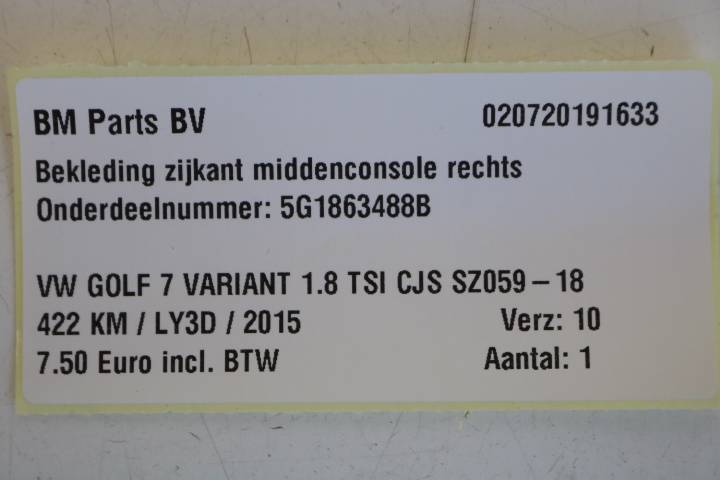 BM Parts BV 020720191633
Bekleding zijkant middenconsole rechts
Onderdeelnummer: 5G1863488B
VW GOLF 7 VARIANT 1.8 TSI CJS SZ059-18
422 KM / LY3D / 2015 Verz: 10
7.50 Euro incl. BTW Aantal: 1